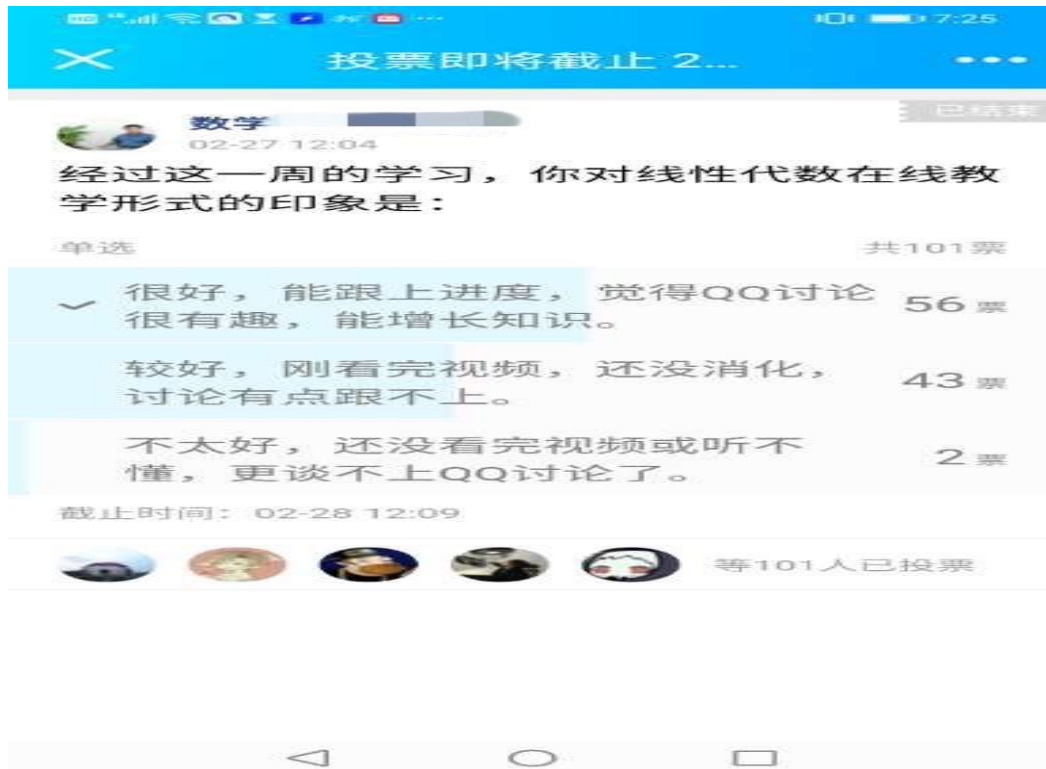 7:25
投票即将截止 2...
数学
已结束
02-27 12:04
经过这一周的学习，你对线性代数在线教
学形式的印象是：
单选
共101票
很好，能跟上进度，觉得QQ讨论
很有趣，能增长知识。
56票
较好，刚看完视频，还没消化，
讨论有点跟不上。
43票
不太好，还没看完视频或听不
懂，更谈不上QQ讨论了。
2票
截止时间：02-28 12:09
等101人已投票